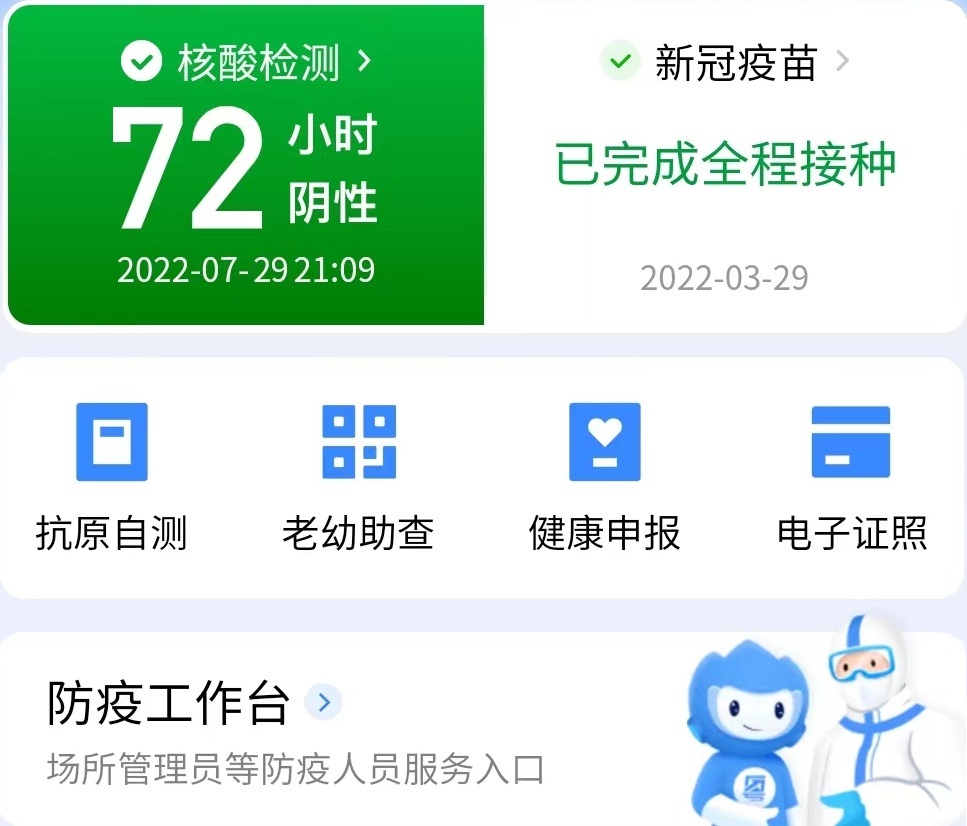 核酸检测
72 小时
阴性
2022-07-29 21:09
新冠疫苗
已完成全程接种
2022-03-29
抗原自测
老幼助查
健康申报
电子证照
防疫工作台
场所管理员等防疫人员服务入口
粤